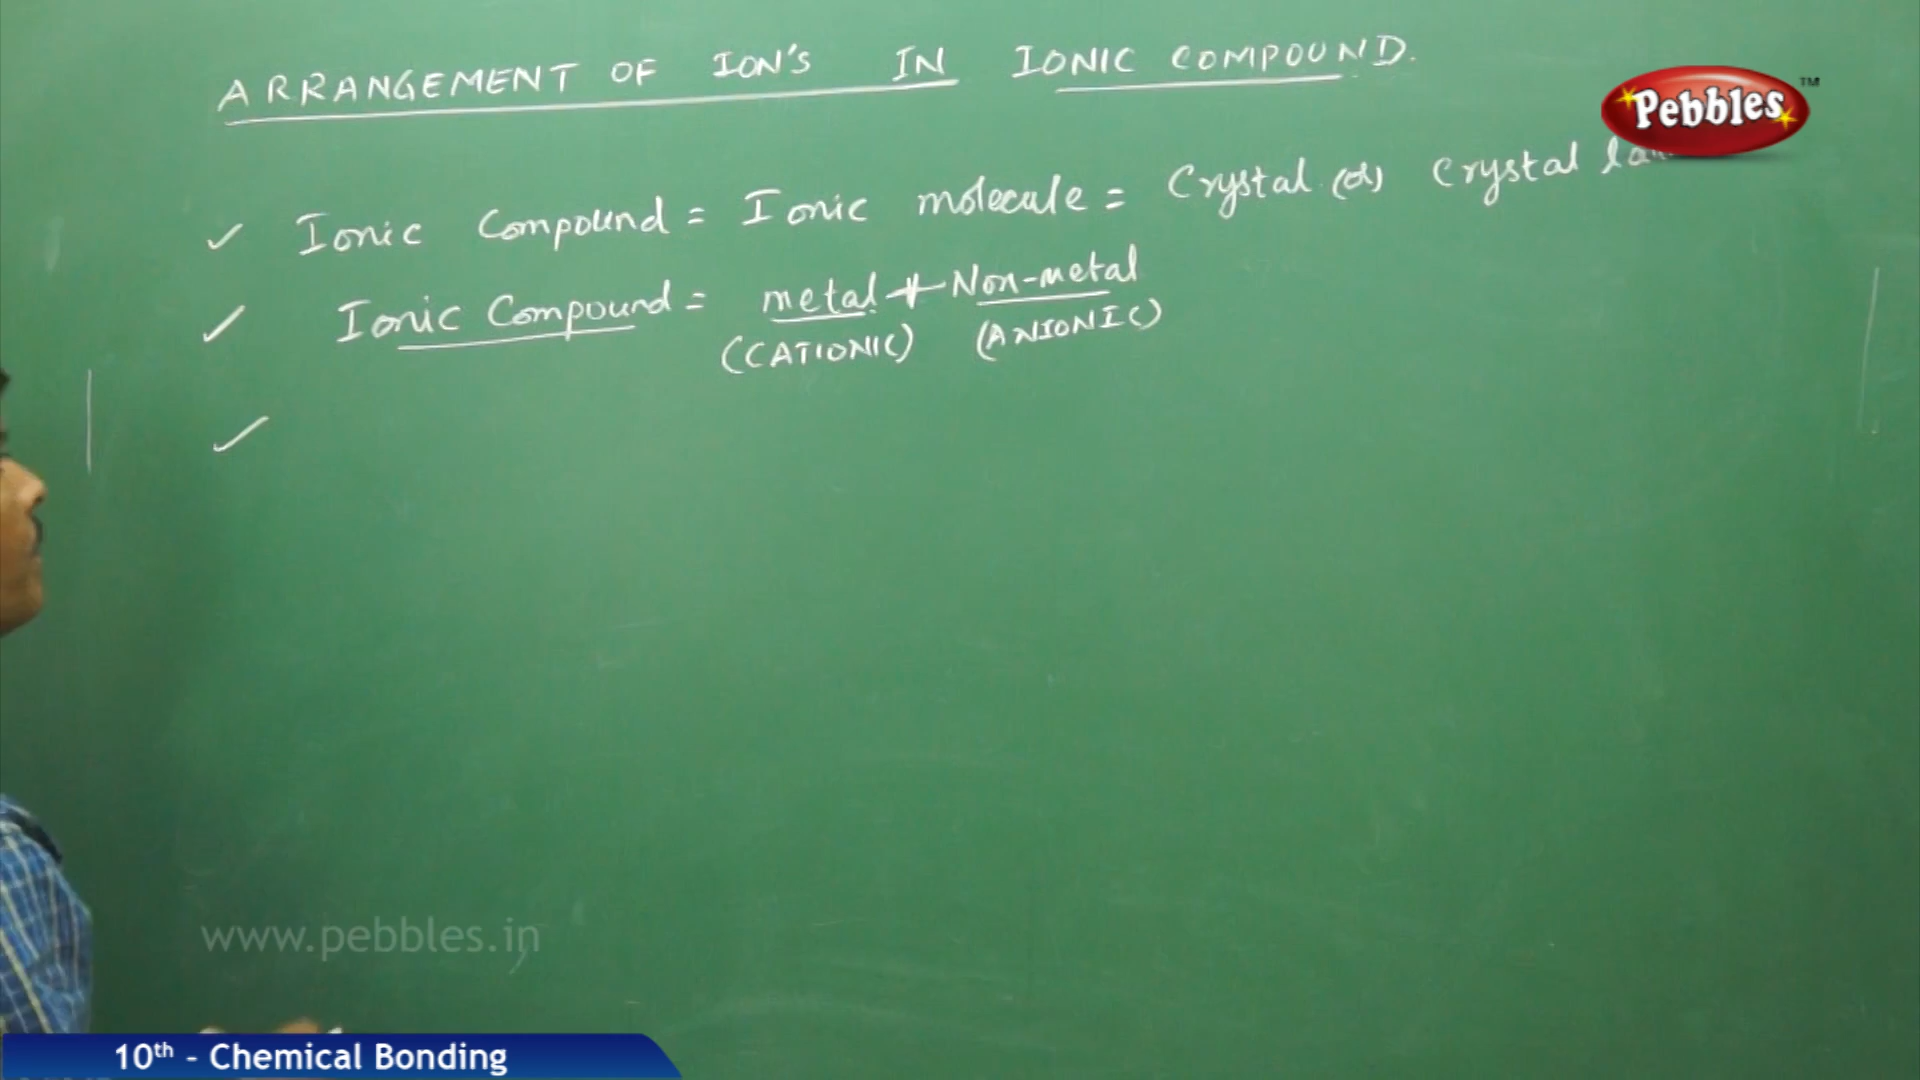 ARRANGEMENT OF ION'S IN IONIC COMPOUND.
Pebbles™
✓ Ionic Compound = Ionic molecule = Crystal (or) Crystal
✓ Ionic Compound = metal + Non-metal
(CATIONIC) (ANIONIC)
✓
www.pebbles.in
10th - Chemical Bonding